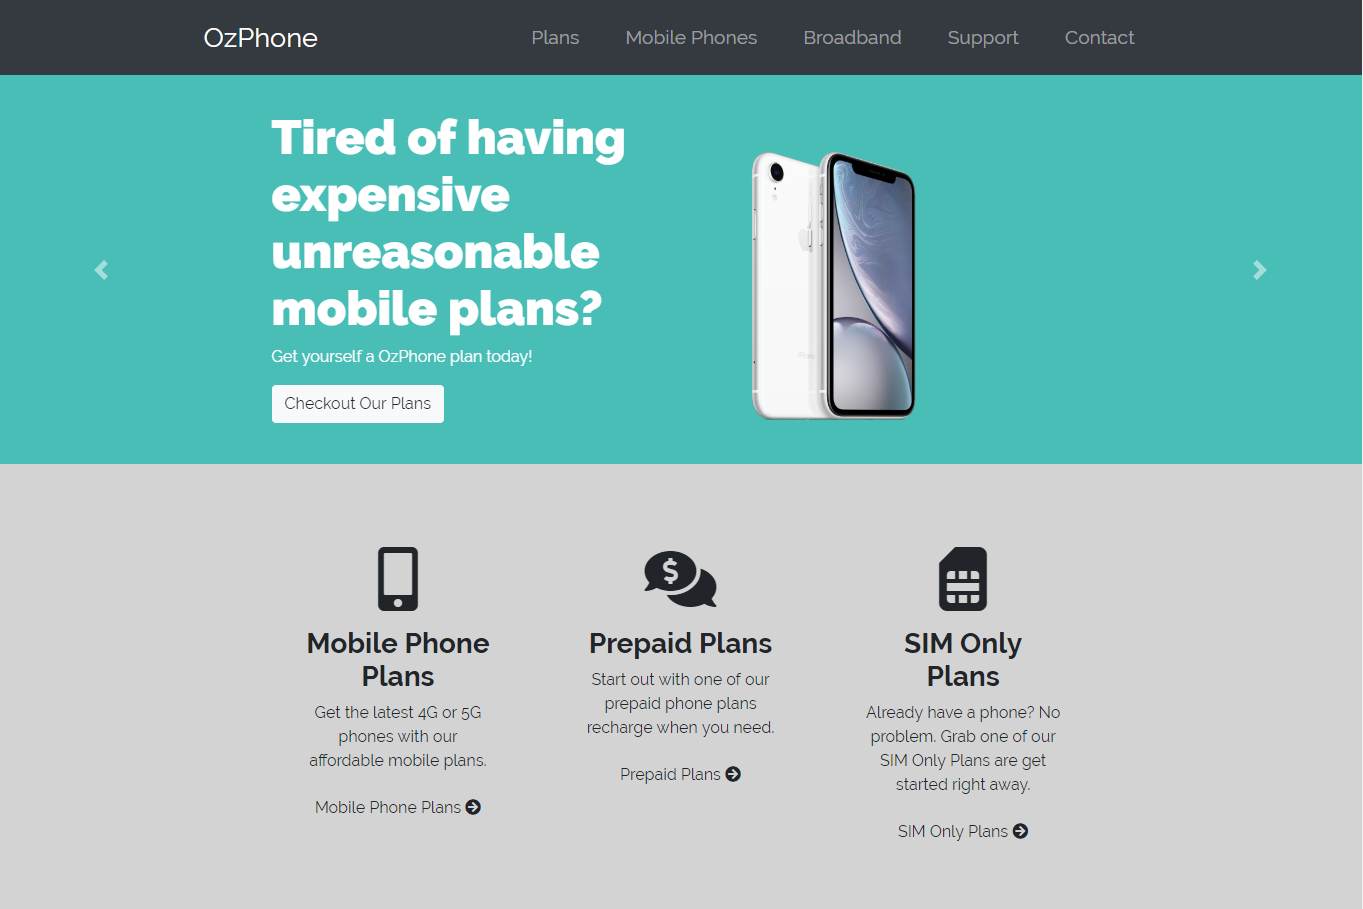 OzPhone
Plans
Mobile Phones
Broadband
Support
Contact
Tired of having
expensive
unreasonable
mobile plans?
Get yourself a OzPhone plan today!
Checkout Our Plans
iPhone
$
Mobile Phone
Plans
Get the latest 4G or 5G
phones with our
affordable mobile plans.
Mobile Phone Plans
Prepaid Plans
Start out with one of our
prepaid phone plans
recharge when you need.
Prepaid Plans
SIM Only
Plans
Already have a phone? No
problem. Grab one of our
SIM Only Plans are get
started right away.
SIM Only Plans